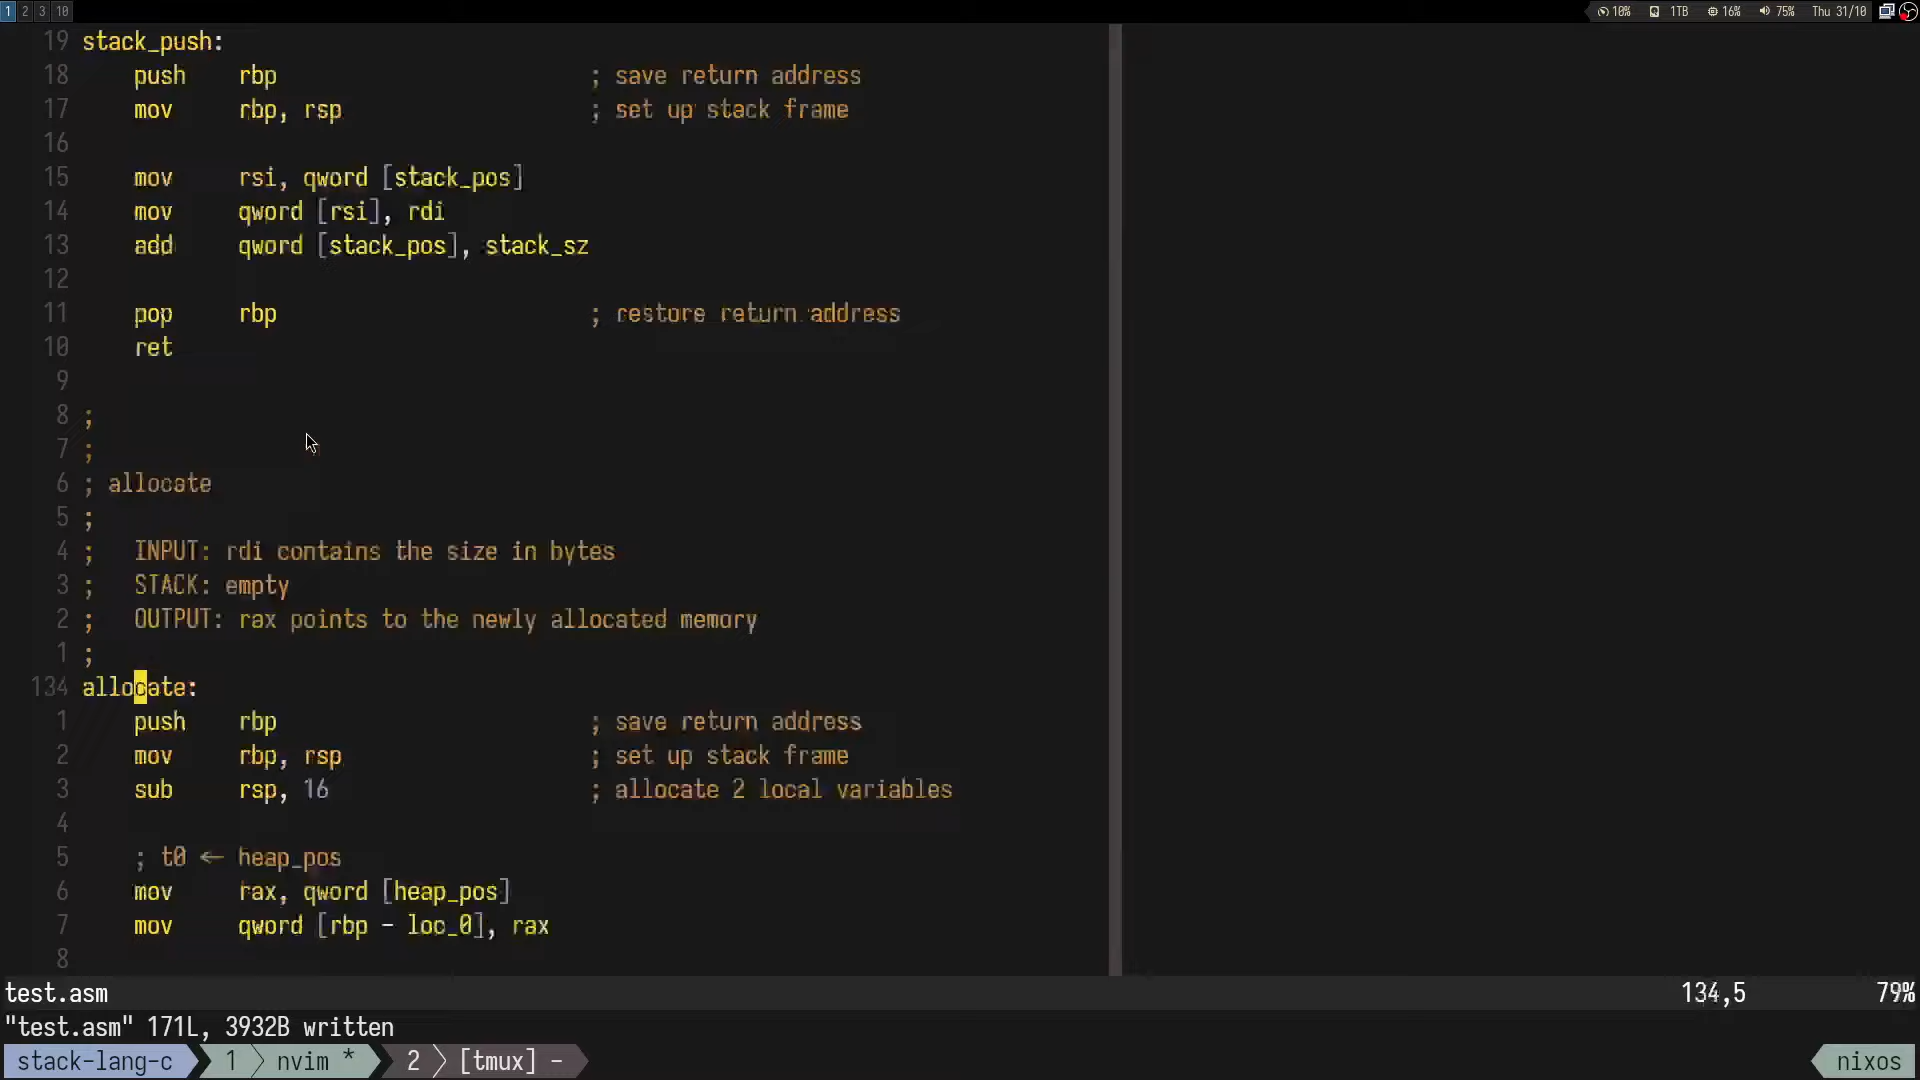 1 2 3 10 10% 1TB 16% 75% Thu 31/10
19 stack_push:
18 push rbp ; save return address
17 mov rbp, rsp ; set up stack frame
16
15 mov rsi, qword [stack_pos]
14 mov qword [rsi], rdi
13 add qword [stack_pos], stack_sz
12
11 pop rbp ; restore return address
10 ret
9
8 ;
7 ;
6 ; allocate
5 ;
4 ; INPUT: rdi contains the size in bytes
3 ; STACK: empty
2 ; OUTPUT: rax points to the newly allocated memory
1 ;
134 allocate:
1 push rbp ; save return address
2 mov rbp, rsp ; set up stack frame
3 sub rsp, 16 ; allocate 2 local variables
4
5 ; t0 <- heap_pos
6 mov rax, qword [heap_pos]
7 mov qword [rbp - loc_0], rax
8
test.asm 134,5 79%
"test.asm" 171L, 3932B written
stack-lang-c 1 nvim * 2 [tmux] - nixos